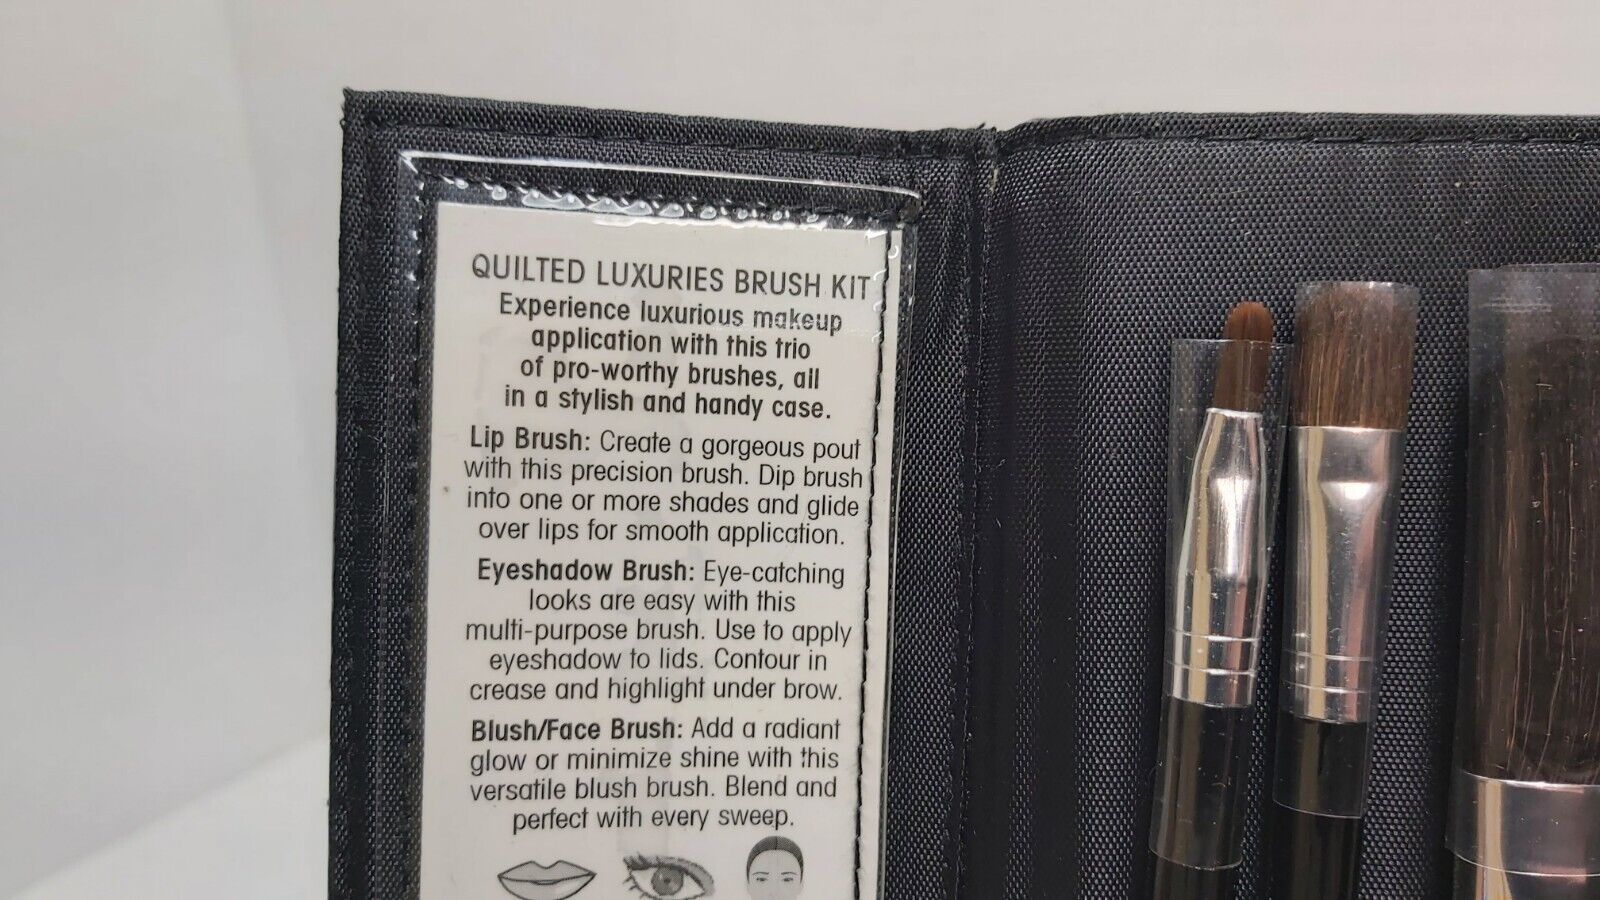 QUILTED LUXURIES BRUSH KIT
Experience luxurious makeup
application with this trio
of pro-worthy brushes, all
in a stylish and handy case.
Lip Brush: Create a gorgeous pout
with this precision brush. Dip brush
into one or more shades and glide
over lips for smooth application.
Eyeshadow Brush: Eye-catching
looks are easy with this
multi-purpose brush. Use to apply
eyeshadow to lids. Contour in
crease and highlight under brow.
Blush/Face Brush: Add a radiant
glow or minimize shine with this
versatile blush brush. Blend and
perfect with every sweep.